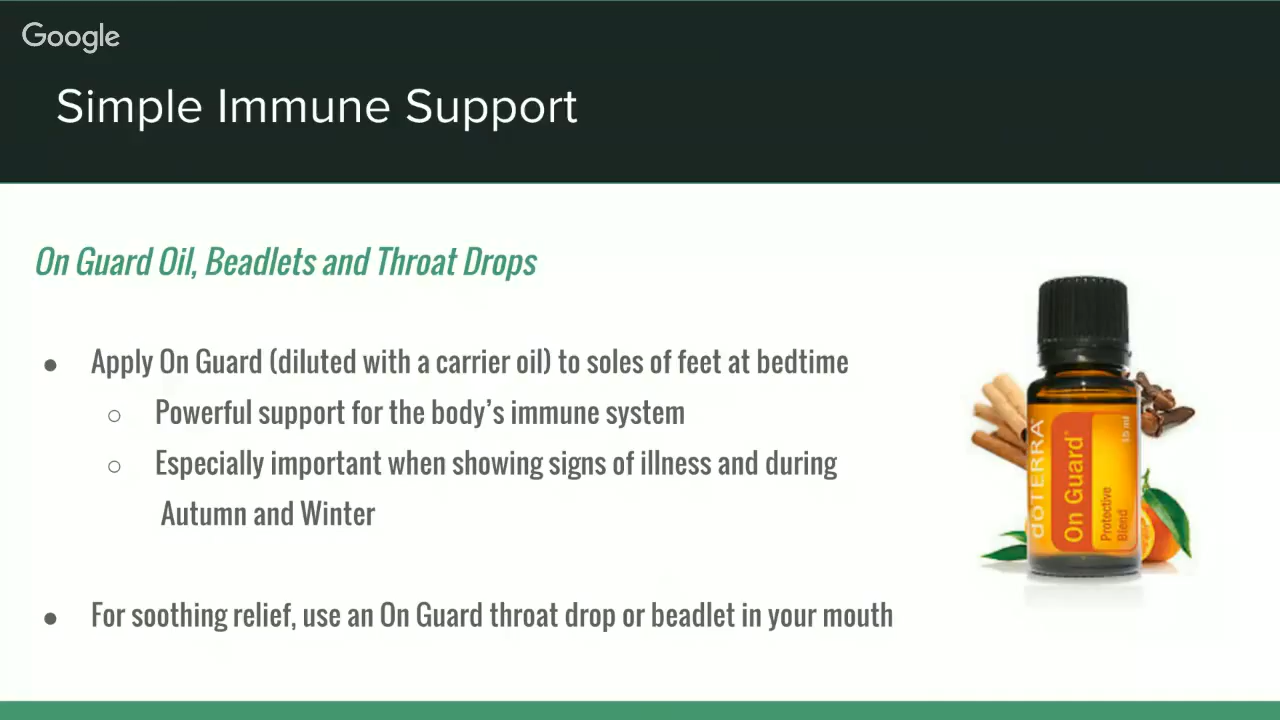 Google
Simple Immune Support
On Guard Oil, Beadlets and Throat Drops
● Apply On Guard (diluted with a carrier oil) to soles of feet at bedtime
○ Powerful support for the body’s immune system
○ Especially important when showing signs of illness and during
Autumn and Winter
● For soothing relief, use an On Guard throat drop or beadlet in your mouth
dōTERRA
On Guard®
Protective
Blend
15 ml